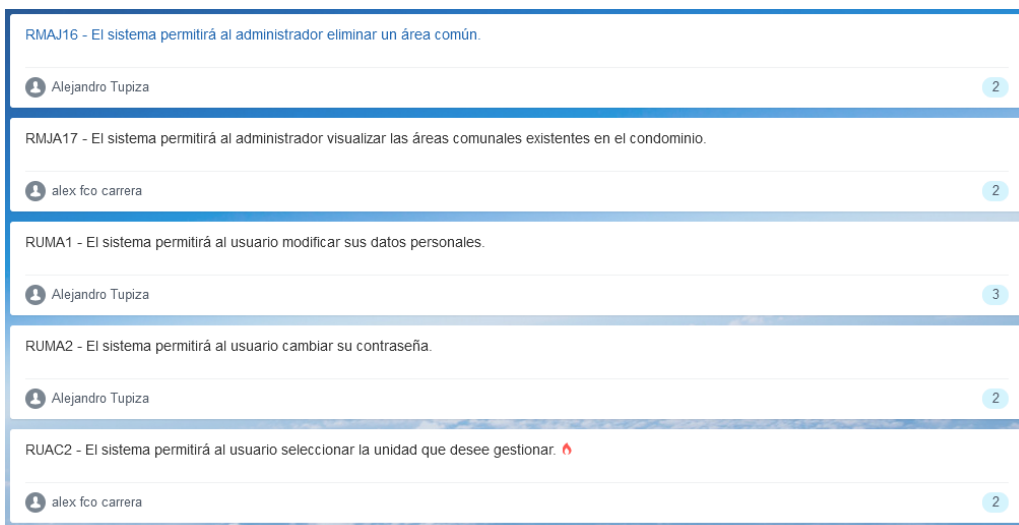 RMAJ16 - El sistema permitirá al administrador eliminar un área común.
Alejandro Tupiza
2
RMJA17 - El sistema permitirá al administrador visualizar las áreas comunales existentes en el condominio.
alex fco carrera
2
RUMA1 - El sistema permitirá al usuario modificar sus datos personales.
Alejandro Tupiza
3
RUMA2 - El sistema permitirá al usuario cambiar su contraseña.
Alejandro Tupiza
2
RUAC2 - El sistema permitirá al usuario seleccionar la unidad que desee gestionar.
alex fco carrera
2